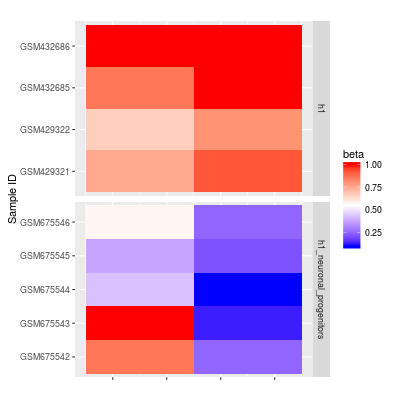 Sample ID
GSM432686
GSM432685
GSM429322
GSM429321
h1
GSM675546
GSM675545
GSM675544
GSM675543
GSM675542
h1_neuronal_progenitors
beta
1.00
0.75
0.50
0.25